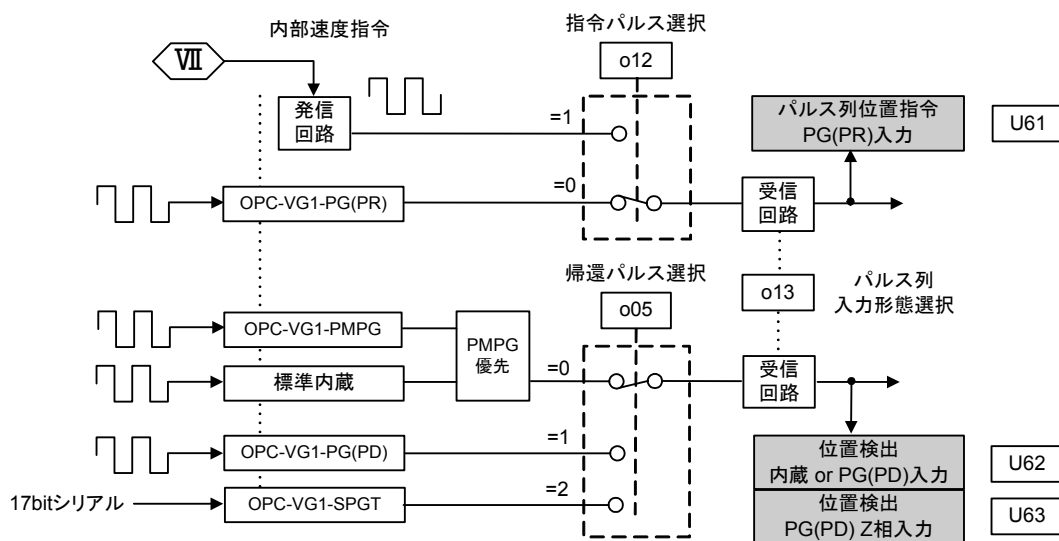 内部速度指令
指令パルス選択
Ⅶ
o12
発信
回路
=1
パルス列位置指令
PG(PR)入力
U61
OPC-VG1-PG(PR)
=0
受信
回路
帰還パルス選択
o05
o13
パルス列
入力形態選択
OPC-VG1-PMPG
PMPG
優先
標準内蔵
=0
受信
回路
OPC-VG1-PG(PD)
=1
位置検出
内蔵 or PG(PD)入力
U62
17bitシリアル
OPC-VG1-SPGT
=2
位置検出
PG(PD) Z相入力
U63